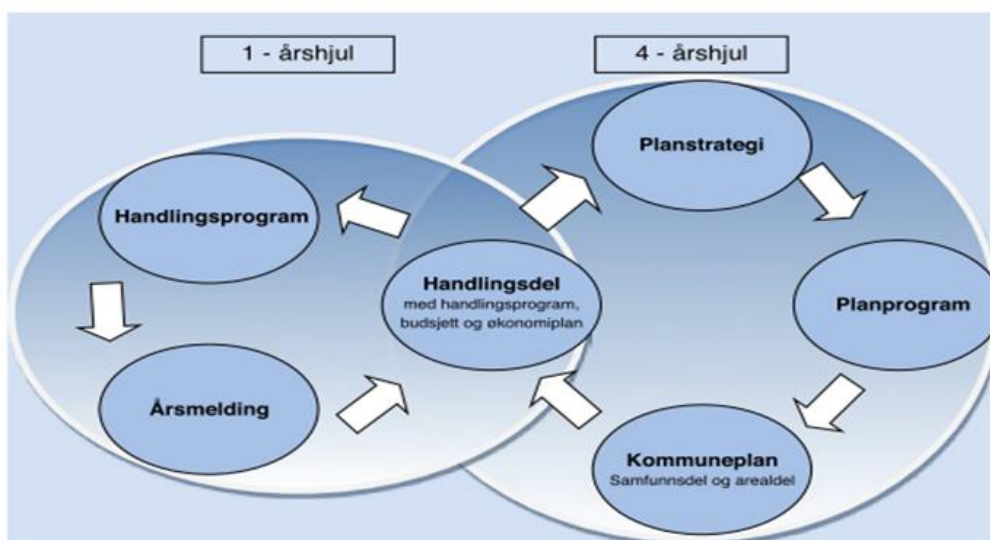 1 - årshjul
4 - årshjul
Planstrategi
Handlingsprogram
Handlingsdel
med handlingsprogram,
budsjett og økonomiplan
Planprogram
Årsmelding
Kommuneplan
Samfunnsdel og arealdel